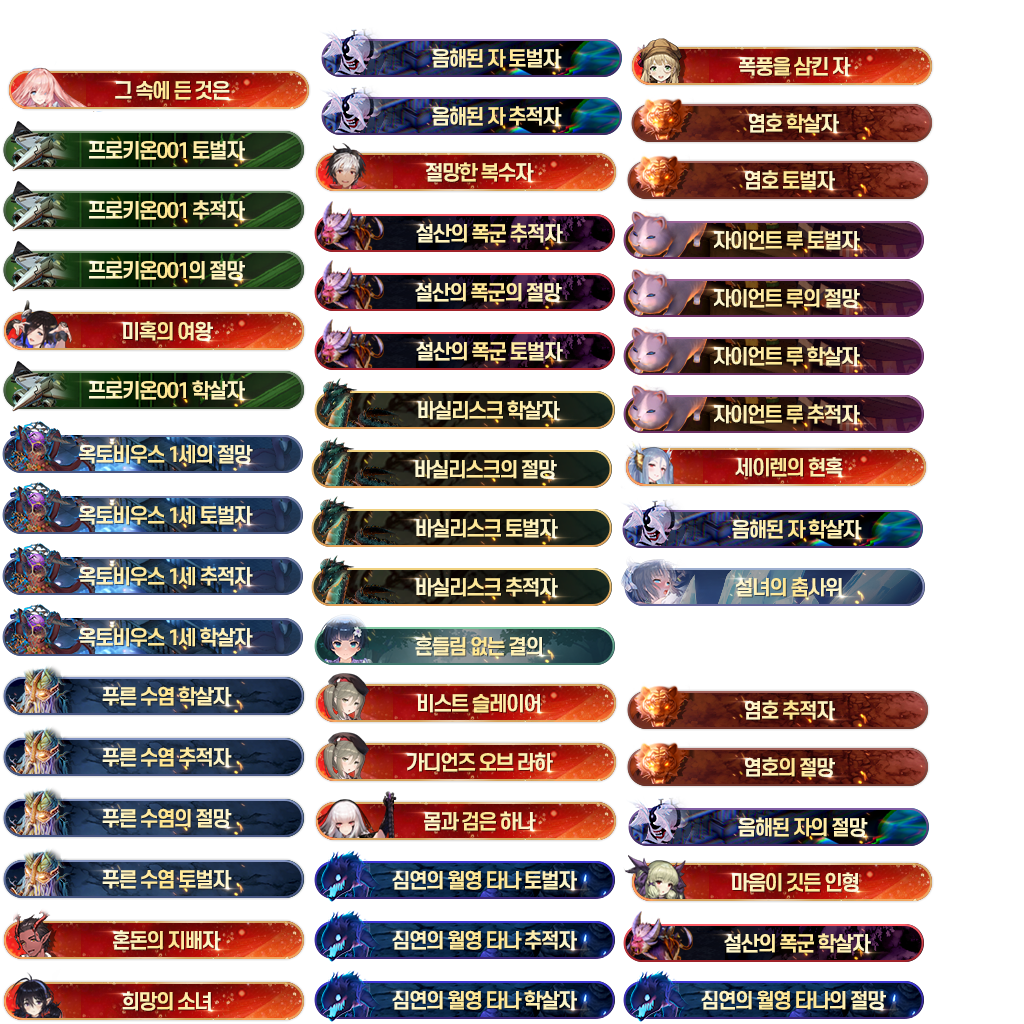 그 속에 든 것은
프로키온001 토벌자
프로키온001 추적자
프로키온001의 절망
미혹의 여왕
프로키온001 학살자
옥토비우스 1세의 절망
옥토비우스 1세 토벌자
옥토비우스 1세 추적자
옥토비우스 1세 학살자
푸른 수염 학살자
푸른 수염 추적자
푸른 수염의 절망
푸른 수염 토벌자
혼돈의 지배자
희망의 소녀
음해된 자 토벌자
음해된 자 추적자
절망한 복수자
설산의 폭군 추적자
설산의 폭군의 절망
설산의 폭군 토벌자
바실리스크 학살자
바실리스크의 절망
바실리스크 토벌자
바실리스크 추적자
흔들림 없는 결의
비스트 슬레이어
가디언즈 오브 라하
몸과 검은 하나
심연의 월영 타나 토벌자
심연의 월영 타나 추적자
심연의 월영 타나 학살자
폭풍을 삼킨 자
염호 학살자
염호 토벌자
자이언트 루 토벌자
자이언트 루의 절망
자이언트 루 학살자
자이언트 루 추적자
세이렌의 현혹
음해된 자 학살자
설녀의 춤사위
염호 추적자
염호의 절망
음해된 자의 절망
마음이 깃든 인형
설산의 폭군 학살자
심연의 월영 타나의 절망